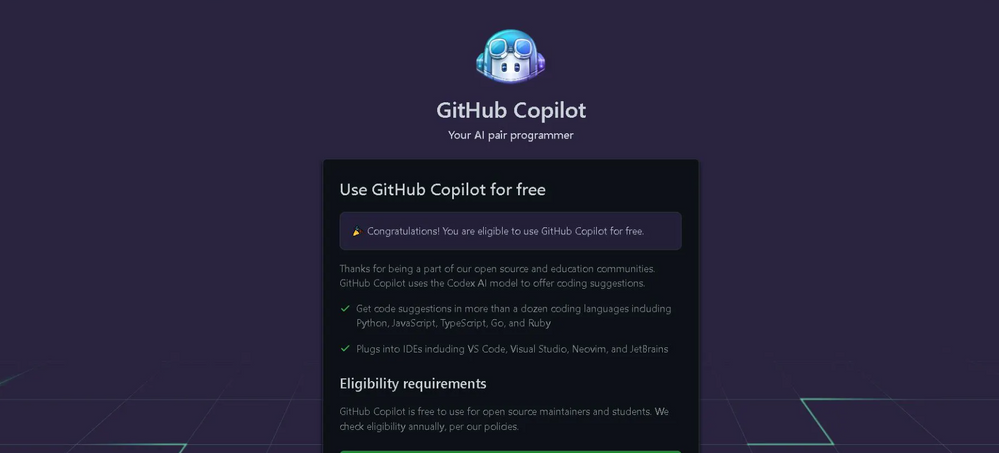 GitHub Copilot
Your AI pair programmer
Use GitHub Copilot for free
Congratulations! You are eligible to use GitHub Copilot for free.
Thanks for being a part of our open source and education communities.
GitHub Copilot uses the Codex AI model to offer coding suggestions.
Get code suggestions in more than a dozen coding languages including
Python, JavaScript, TypeScript, Go, and Ruby
Plugs into IDEs including VS Code, Visual Studio, Neovim, and JetBrains
Eligibility requirements
GitHub Copilot is free to use for open source maintainers and students. We
check eligibility annually, per our policies.